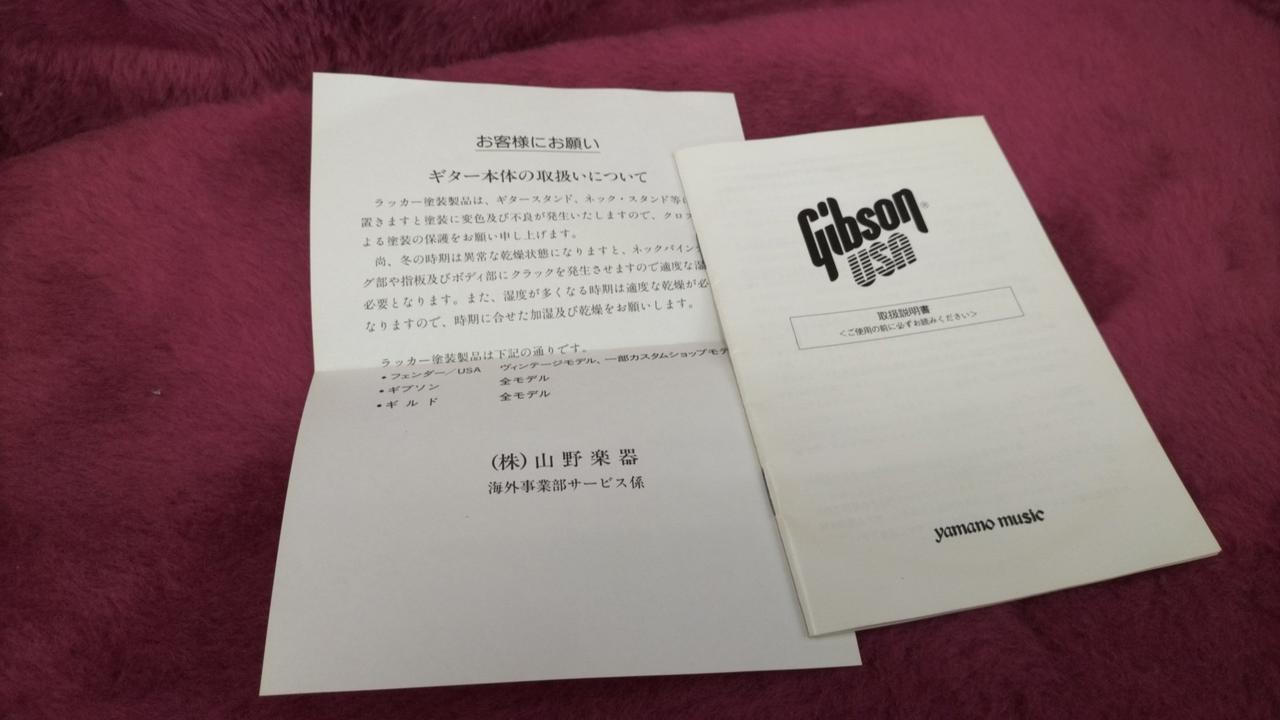 お客様にお願い
ギター本体の取扱いについて
ラッカー塗装製品は、ギタースタンド、ネック・スタンド等に
置きますと塗装に変色及び不良が発生いたしますので、クロス
よる塗装の保護をお願い申し上げます。
尚、冬の時期は異常な乾燥状態になりますと、ネックバイン
グ部や指板及びボディ部にクラックを発生させますので適度な湿
必要となります。また、湿度が多くなる時期は適度な乾燥が必
なりますので、時期に合せた加湿及び乾燥をお願いします。
ラッカー塗装製品は下記の通りです。
•フェンダー／USA ヴィンテージモデル、一部カスタムショップモデ
•ギブソン 全モデル
•ギルド 全モデル
(株)山野楽器
海外事業部サービス係
Gibson®
USA
取扱説明書
＜ご使用の前に必ずお読みください＞
yamano music